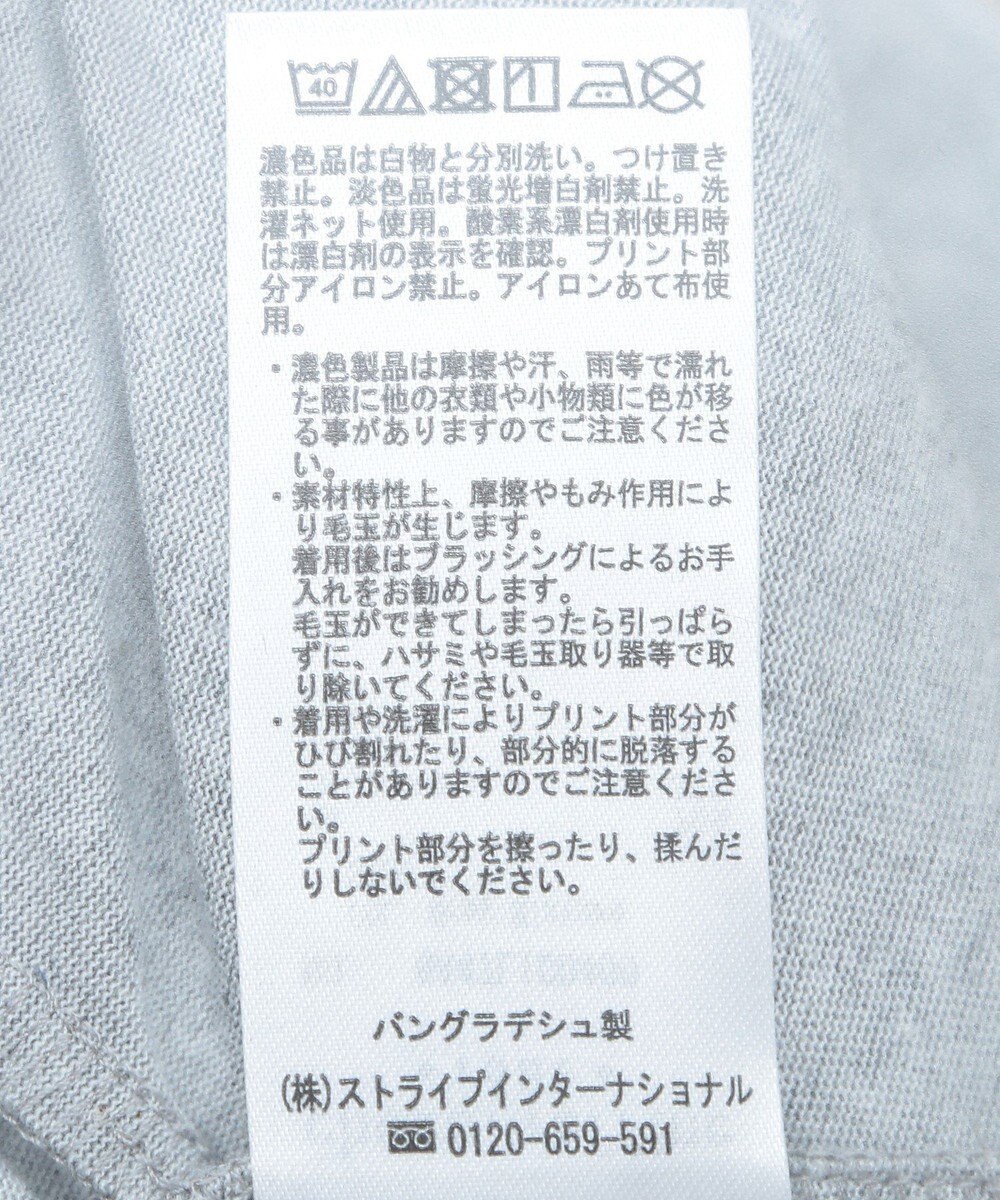 40
濃色品は白物と分別洗い。つけ置き
禁止。淡色品は蛍光増白剤禁止。洗
濯ネット使用。酸素系漂白剤使用時
は漂白剤の表示を確認。プリント部
分アイロン禁止。アイロンあて布使
用。
・濃色製品は摩擦や汗、雨等で濡れ
た際に他の衣類や小物類に色が移
る事がありますのでご注意くださ
い。
・素材特性上、摩擦やもみ作用によ
り毛玉が生じます。
着用後はブラッシングによるお手
入れをお勧めします。
毛玉ができてしまったら引っぱら
ずに、ハサミや毛玉取り器等で取
り除いてください。
・着用や洗濯によりプリント部分が
ひび割れたり、部分的に脱落する
ことがありますのでご注意くださ
い。
プリント部分を擦ったり、揉んだ
りしないでください。
バングラデシュ製
(株)ストライプインターナショナル
0120-659-591